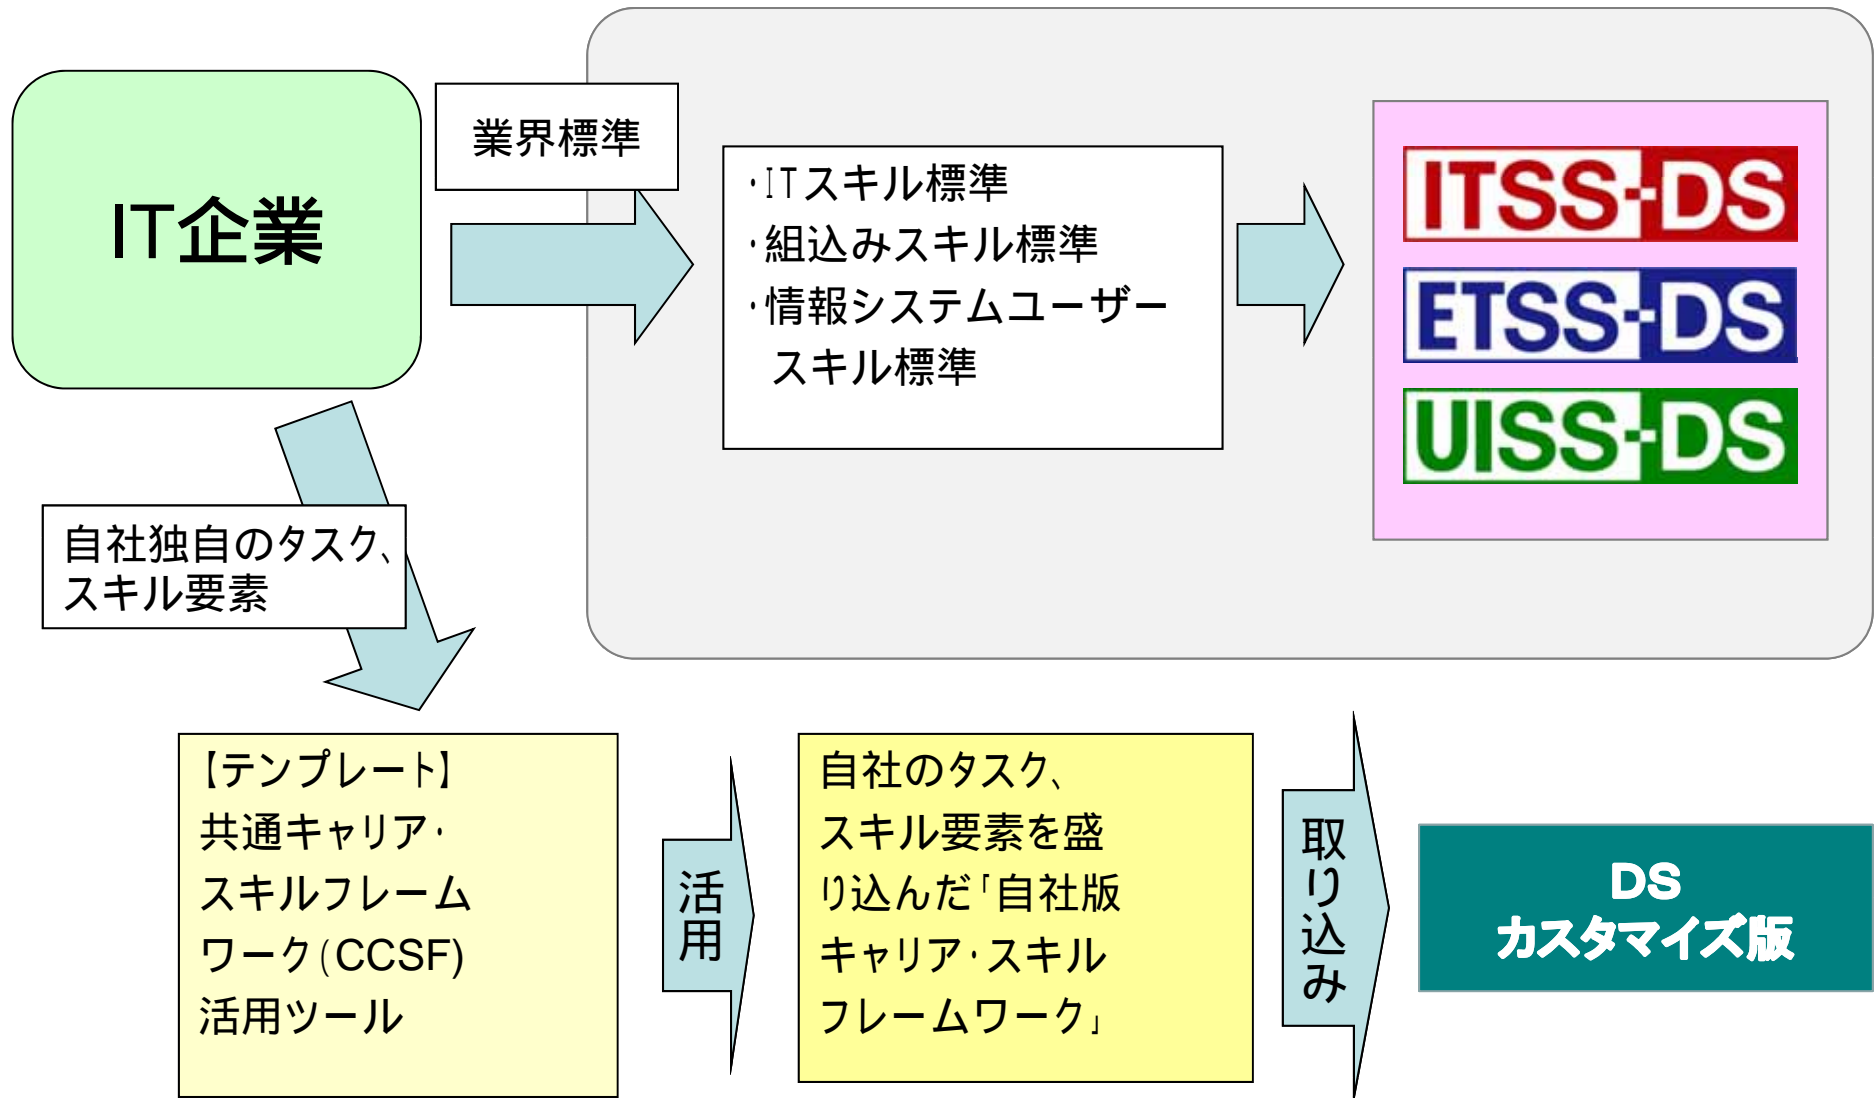 IT企業
業界標準
・ITスキル標準
・組込みスキル標準
・情報システムユーザー
スキル標準
ITSS-DS
ETSS-DS
UISS-DS
自社独自のタスク、
スキル要素
【テンプレート】
共通キャリア・
スキルフレーム
ワーク(CCSF)
活用ツール
活用
自社のタスク、
スキル要素を盛
り込んだ「自社版
キャリア・スキル
フレームワーク」
取り込み
DS
カスタマイズ版